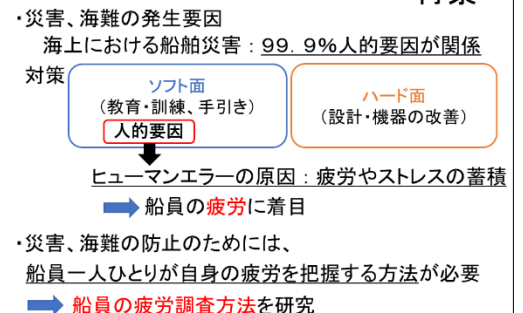 ・災害、海難の発生要因
海上における船舶災害：99．9%人的要因が関係
対策
ソフト面
（教育・訓練、手引き）
人的要因
ハード面
（設計・機器の改善）
ヒューマンエラーの原因：疲労やストレスの蓄積
船員の疲労に着目
・災害、海難の防止のためには、
船員一人ひとりが自身の疲労を把握する方法が必要
船員の疲労調査方法を研究